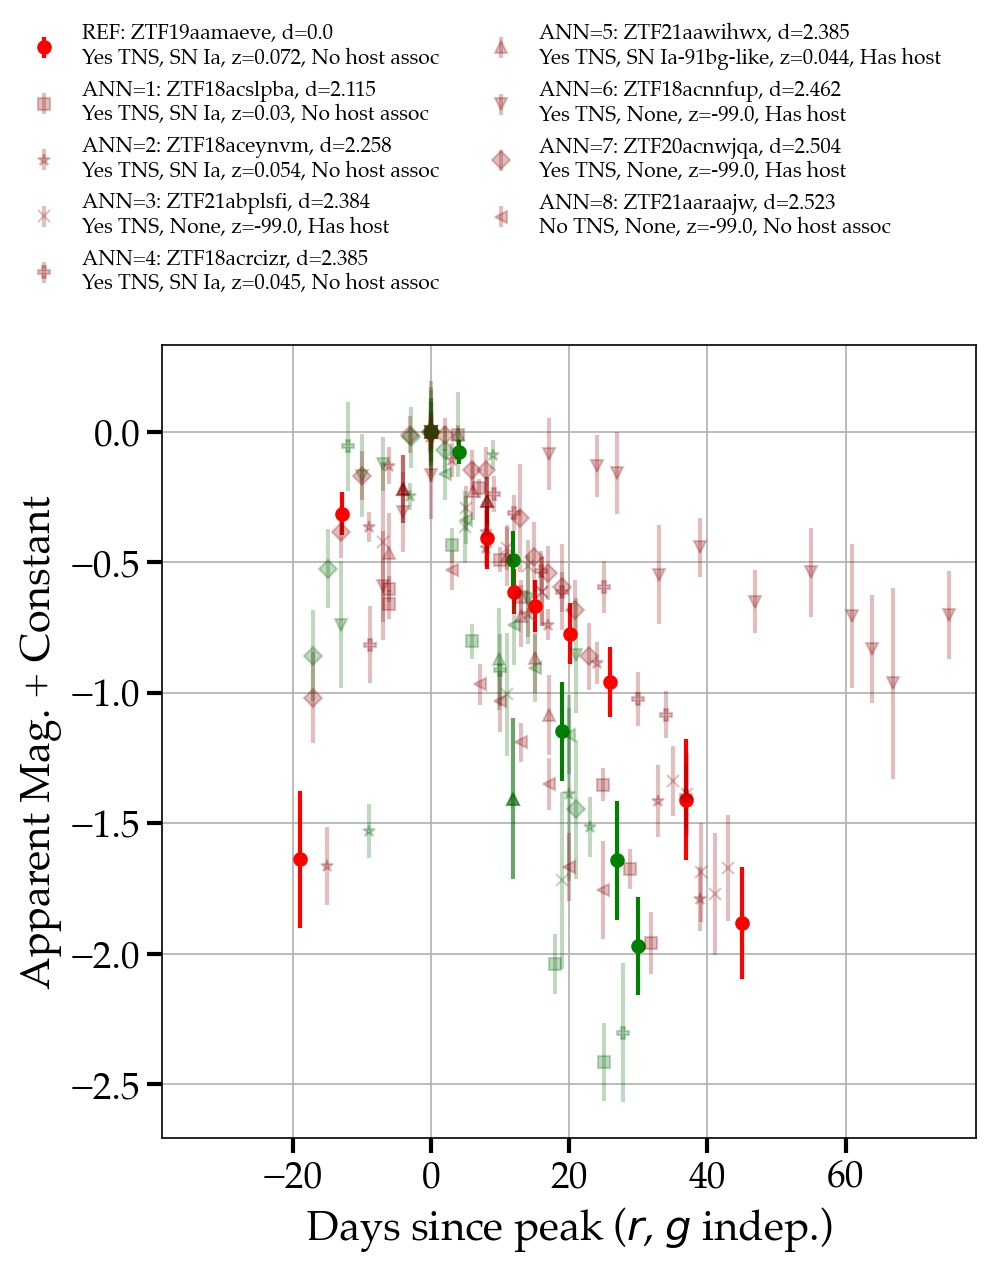 REF: ZTF19aamaeve, d=0.0
Yes TNS, SN Ia, z=0.072, No host assoc
ANN=1: ZTF18acslpba, d=2.115
Yes TNS, SN Ia, z=0.03, No host assoc
ANN=2: ZTF18aceynvm, d=2.258
Yes TNS, SN Ia, z=0.054, No host assoc
ANN=3: ZTF21abplsfi, d=2.384
Yes TNS, None, z=-99.0, Has host
ANN=4: ZTF18acrcizr, d=2.385
Yes TNS, SN Ia, z=0.045, No host assoc
ANN=5: ZTF21aawihwx, d=2.385
Yes TNS, SN Ia-91bg-like, z=0.044, Has host
ANN=6: ZTF18acnnfup, d=2.462
Yes TNS, None, z=-99.0, Has host
ANN=7: ZTF20acnwjqa, d=2.504
Yes TNS, None, z=-99.0, Has host
ANN=8: ZTF21aaraajw, d=2.523
No TNS, None, z=-99.0, No host assoc
Apparent Mag. + Constant
0.0
−0.5
−1.0
−1.5
−2.0
−2.5
−20
0
20
40
60
Days since peak (r, g indep.)